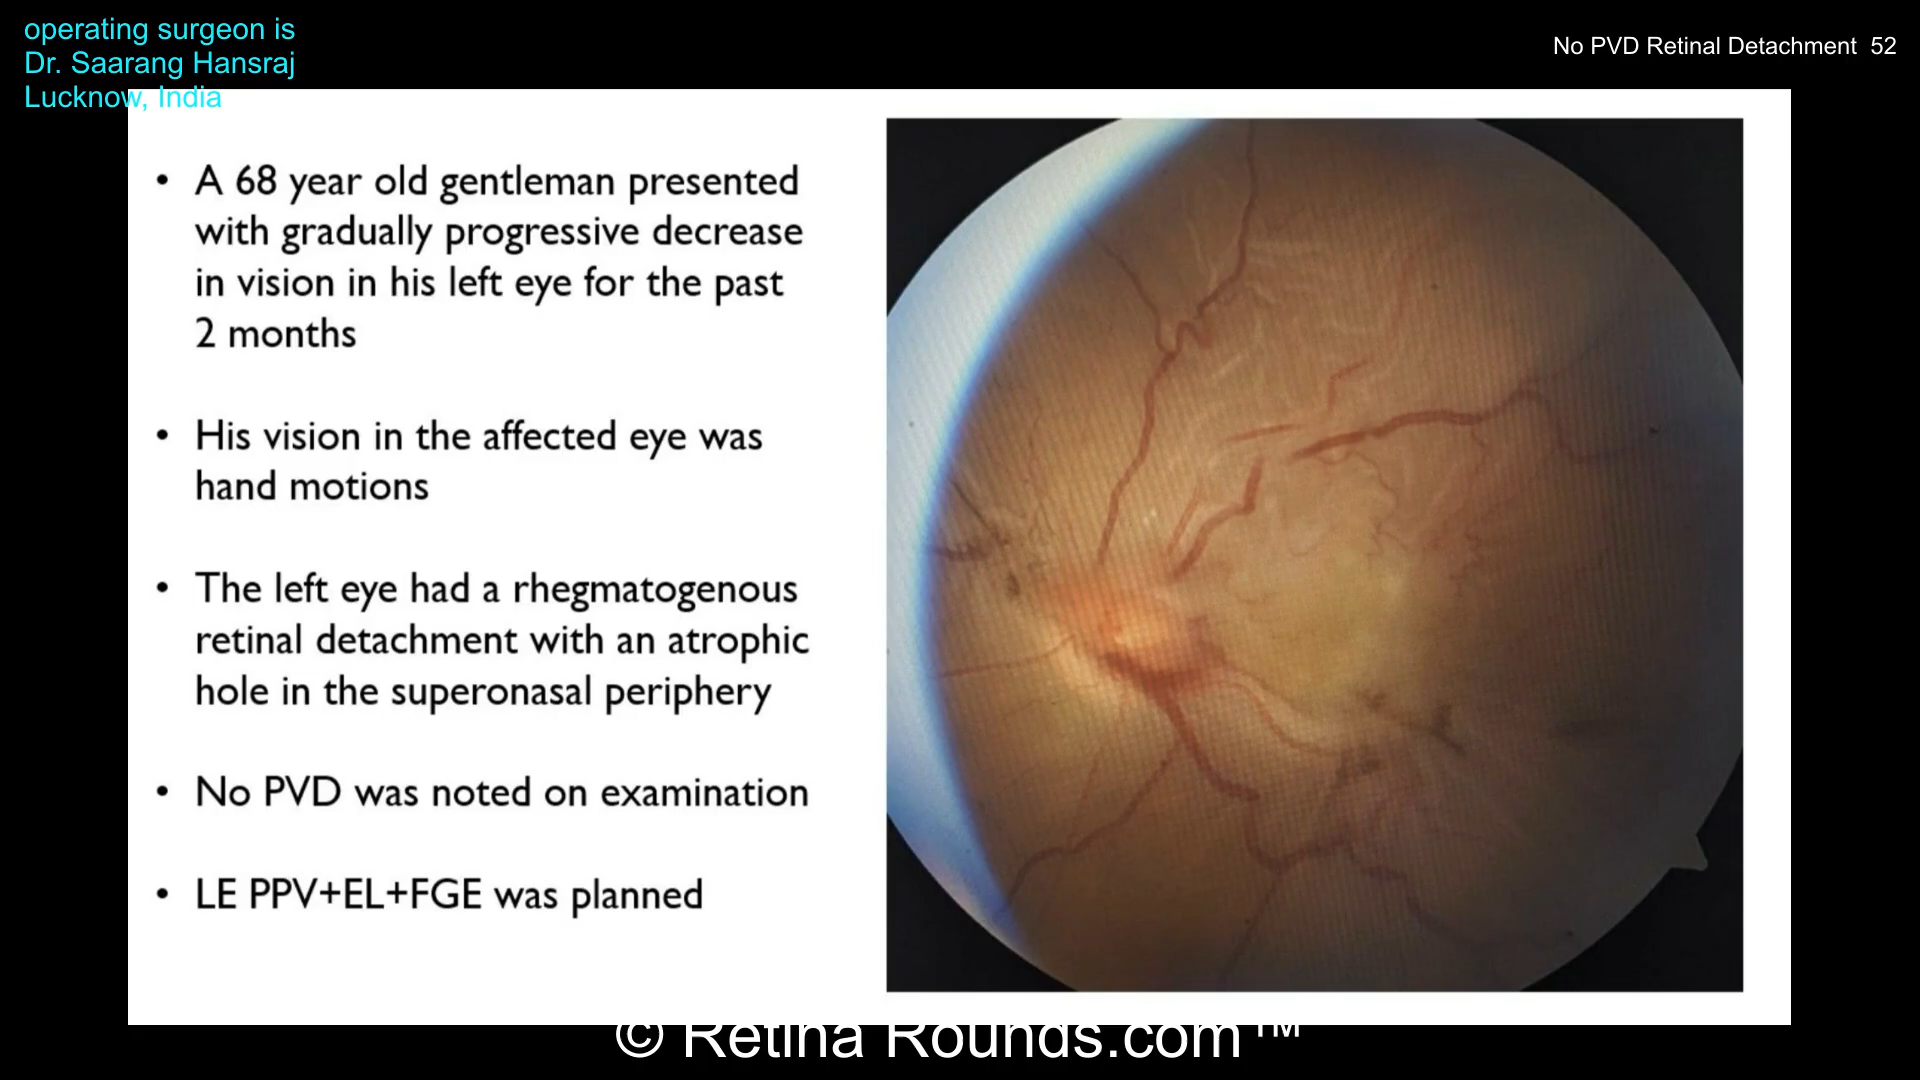 operating surgeon is
Dr. Saarang Hansraj
Lucknow, India
No PVD Retinal Detachment 52
• A 68 year old gentleman presented
with gradually progressive decrease
in vision in his left eye for the past
2 months
• His vision in the affected eye was
hand motions
• The left eye had a rhegmatogenous
retinal detachment with an atrophic
hole in the superonasal periphery
• No PVD was noted on examination
• LE PPV+EL+FGE was planned
© Retina Rounds.com™